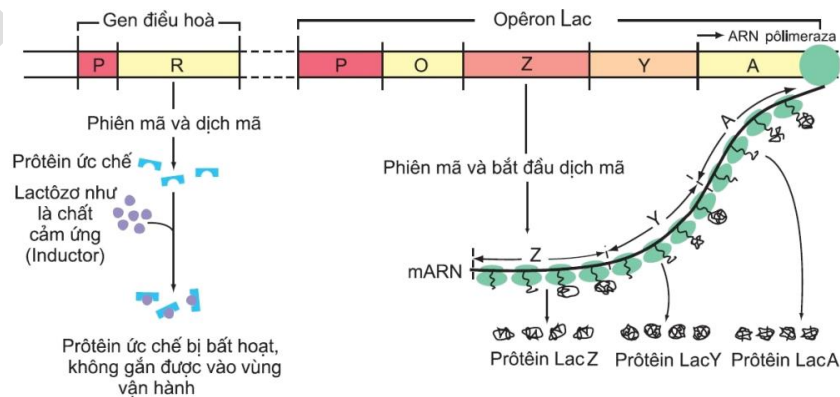 Gen điều hoà
Opêron Lac
ARN pôlimeraza
P
R
P
O
Z
Y
A
Phiên mã và dịch mã
Prôtêin ức chế
Lactôzơ như
là chất
cảm ứng
(Inductor)
Prôtêin ức chế bị bất hoạt,
không gắn được vào vùng
vận hành
Phiên mã và bắt đầu dịch mã
A
Y
Z
mARN
Prôtêin Lac Z
Prôtêin LacY
Prôtêin LacA